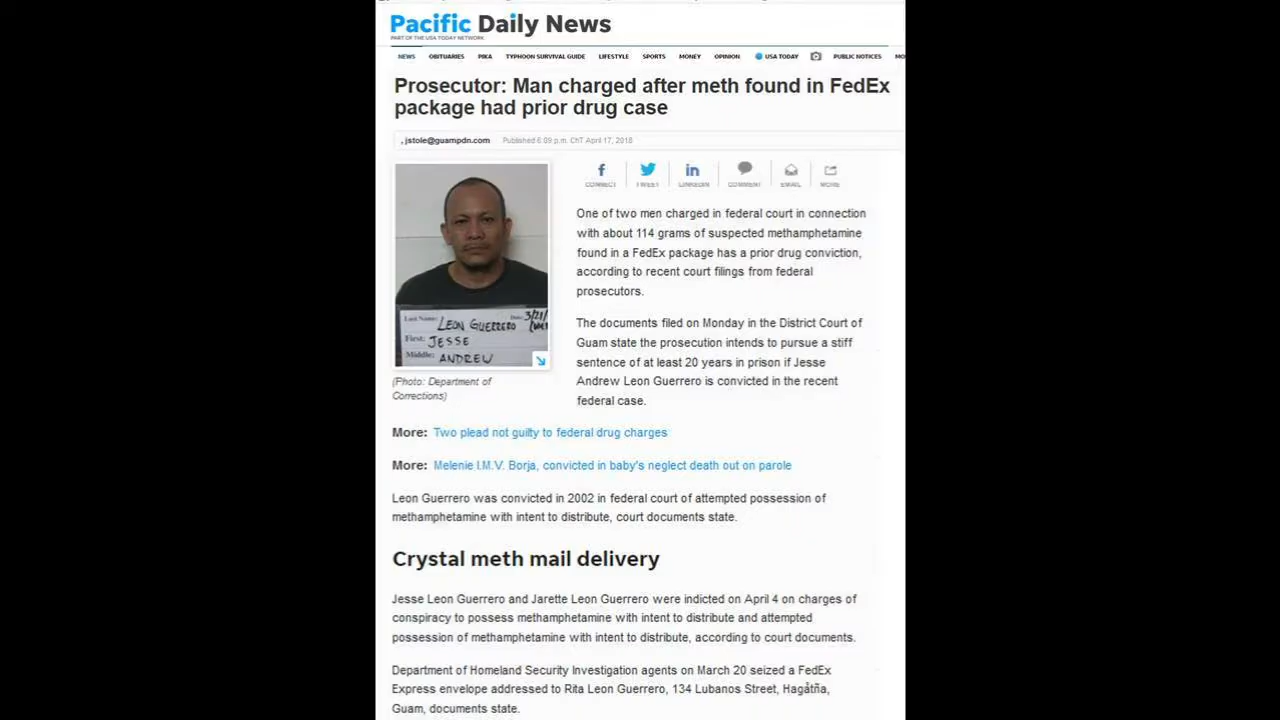 Pacific Daily News
PART OF THE USA TODAY NETWORK
NEWS OBITUARIES PIKA TYPHOON SURVIVAL GUIDE LIFESTYLE SPORTS MONEY OPINION USA TODAY PUBLIC NOTICES MO
Prosecutor: Man charged after meth found in FedEx
package had prior drug case
, jstole@guampdn.com Published 6:09 p.m. ChT April 17, 2018
CONNECT TWEET LINKEDIN COMMENT EMAIL MORE
Last Name: LEON GUERRERO Date: 3/21/
First: JESSE
Middle: ANDREW
(Photo: Department of
Corrections)
One of two men charged in federal court in connection
with about 114 grams of suspected methamphetamine
found in a FedEx package has a prior drug conviction,
according to recent court filings from federal
prosecutors.
The documents filed on Monday in the District Court of
Guam state the prosecution intends to pursue a stiff
sentence of at least 20 years in prison if Jesse
Andrew Leon Guerrero is convicted in the recent
federal case.
More: Two plead not guilty to federal drug charges
More: Melenie I.M.V. Borja, convicted in baby's neglect death out on parole
Leon Guerrero was convicted in 2002 in federal court of attempted possession of
methamphetamine with intent to distribute, court documents state.
Crystal meth mail delivery
Jesse Leon Guerrero and Jarette Leon Guerrero were indicted on April 4 on charges of
conspiracy to possess methamphetamine with intent to distribute and attempted
possession of methamphetamine with intent to distribute, according to court documents.
Department of Homeland Security Investigation agents on March 20 seized a FedEx
Express envelope addressed to Rita Leon Guerrero, 134 Lubanos Street, Hagåtña,
Guam, documents state.